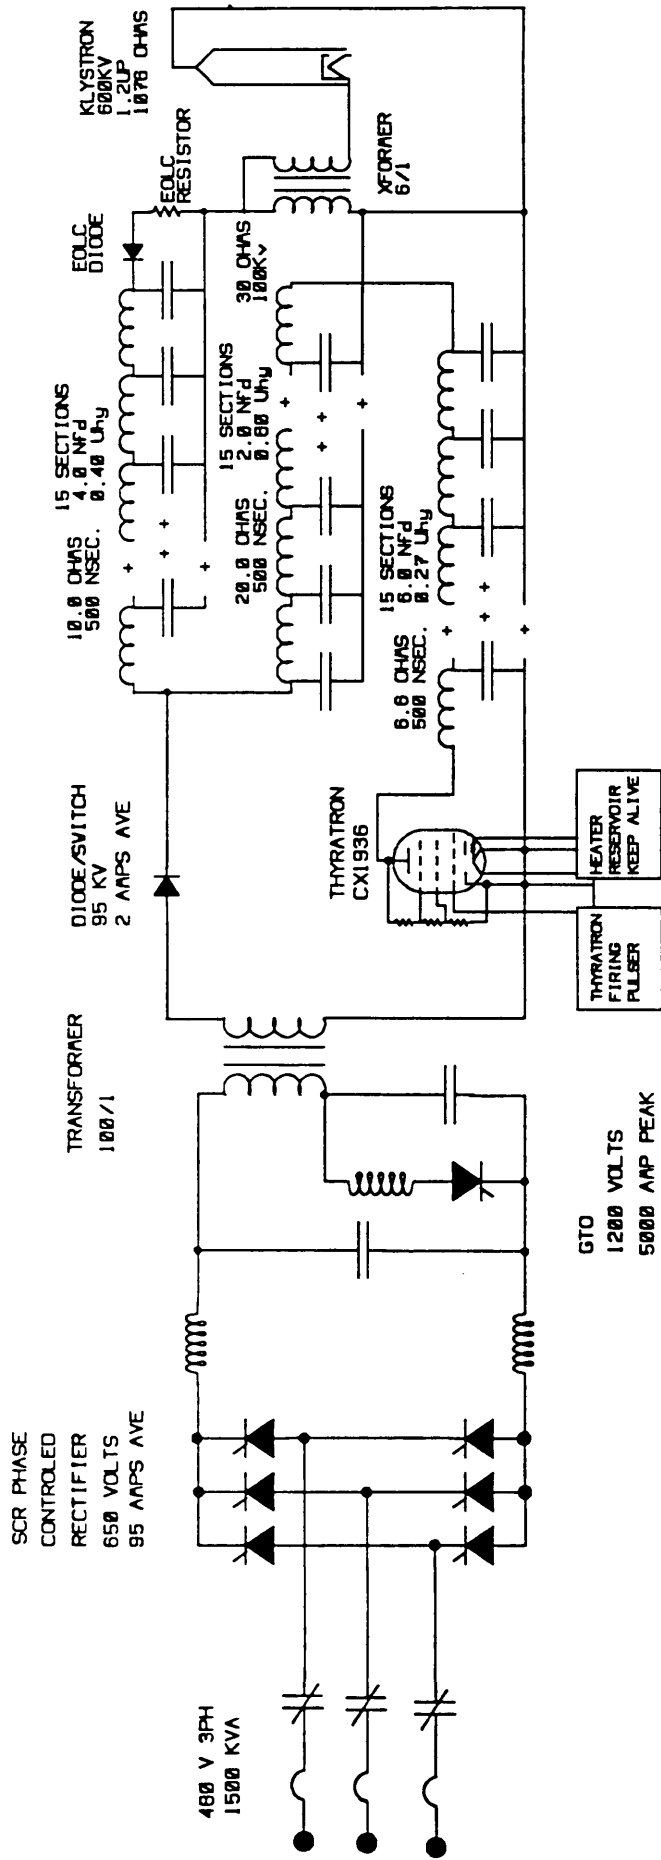 480 V 3PH
1500 KVA
SCR PHASE
CONTROLED
RECTIFIER
650 VOLTS
95 AMPS AVE
TRANSFORMER
100/1
GTO
1200 VOLTS
5000 AMP PEAK
DIODE/SWITCH
95 KV
2 AMPS AVE
THYRATRON
CX1936
THYRATRON
FIRING
PULSER
HEATER
RESERVOIR
KEEP ALIVE
10.0 OHMS
500 NSEC.
15 SECTIONS
4.0 Nfd
0.40 Uhy
20.0 OHMS
500 NSEC.
15 SECTIONS
2.0 Nfd
0.80 Uhy
6.6 OHMS
500 NSEC.
15 SECTIONS
6.0 Nfd
0.27 Uhy
EOLC
DIODE
EOLC
RESISTOR
30 OHMS
100Kv
XFORMER
6/1
KLYSTRON
600KV
1.2UP
1076 OHMS